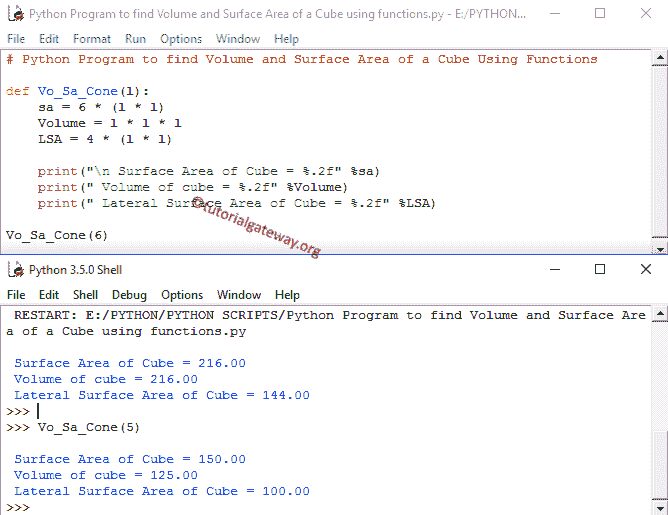 Python Program to find Volume and Surface Area of a Cube using functions.py - E:/PYTHON...
File Edit Format Run Options Window Help
# Python Program to find Volume and Surface Area of a Cube Using Functions
def Vo_Sa_Cone(l):
    sa = 6 * (l * l)
    Volume = l * l * l
    LSA = 4 * (l * l)
    print("\n Surface Area of Cube = %.2f" %sa)
    print(" Volume of cube = %.2f" %Volume)
    print(" Lateral Surface Area of Cube = %.2f" %LSA)
©tutorialgateway.org
Vo_Sa_Cone(6)
Python 3.5.0 Shell
File Edit Shell Debug Options Window Help
 RESTART: E:/PYTHON/PYTHON SCRIPTS/Python Program to find Volume and Surface Are
a of a Cube using functions.py
 Surface Area of Cube = 216.00
 Volume of cube = 216.00
 Lateral Surface Area of Cube = 144.00
>>>
>>> Vo_Sa_Cone(5)
 Surface Area of Cube = 150.00
 Volume of cube = 125.00
 Lateral Surface Area of Cube = 100.00
>>>